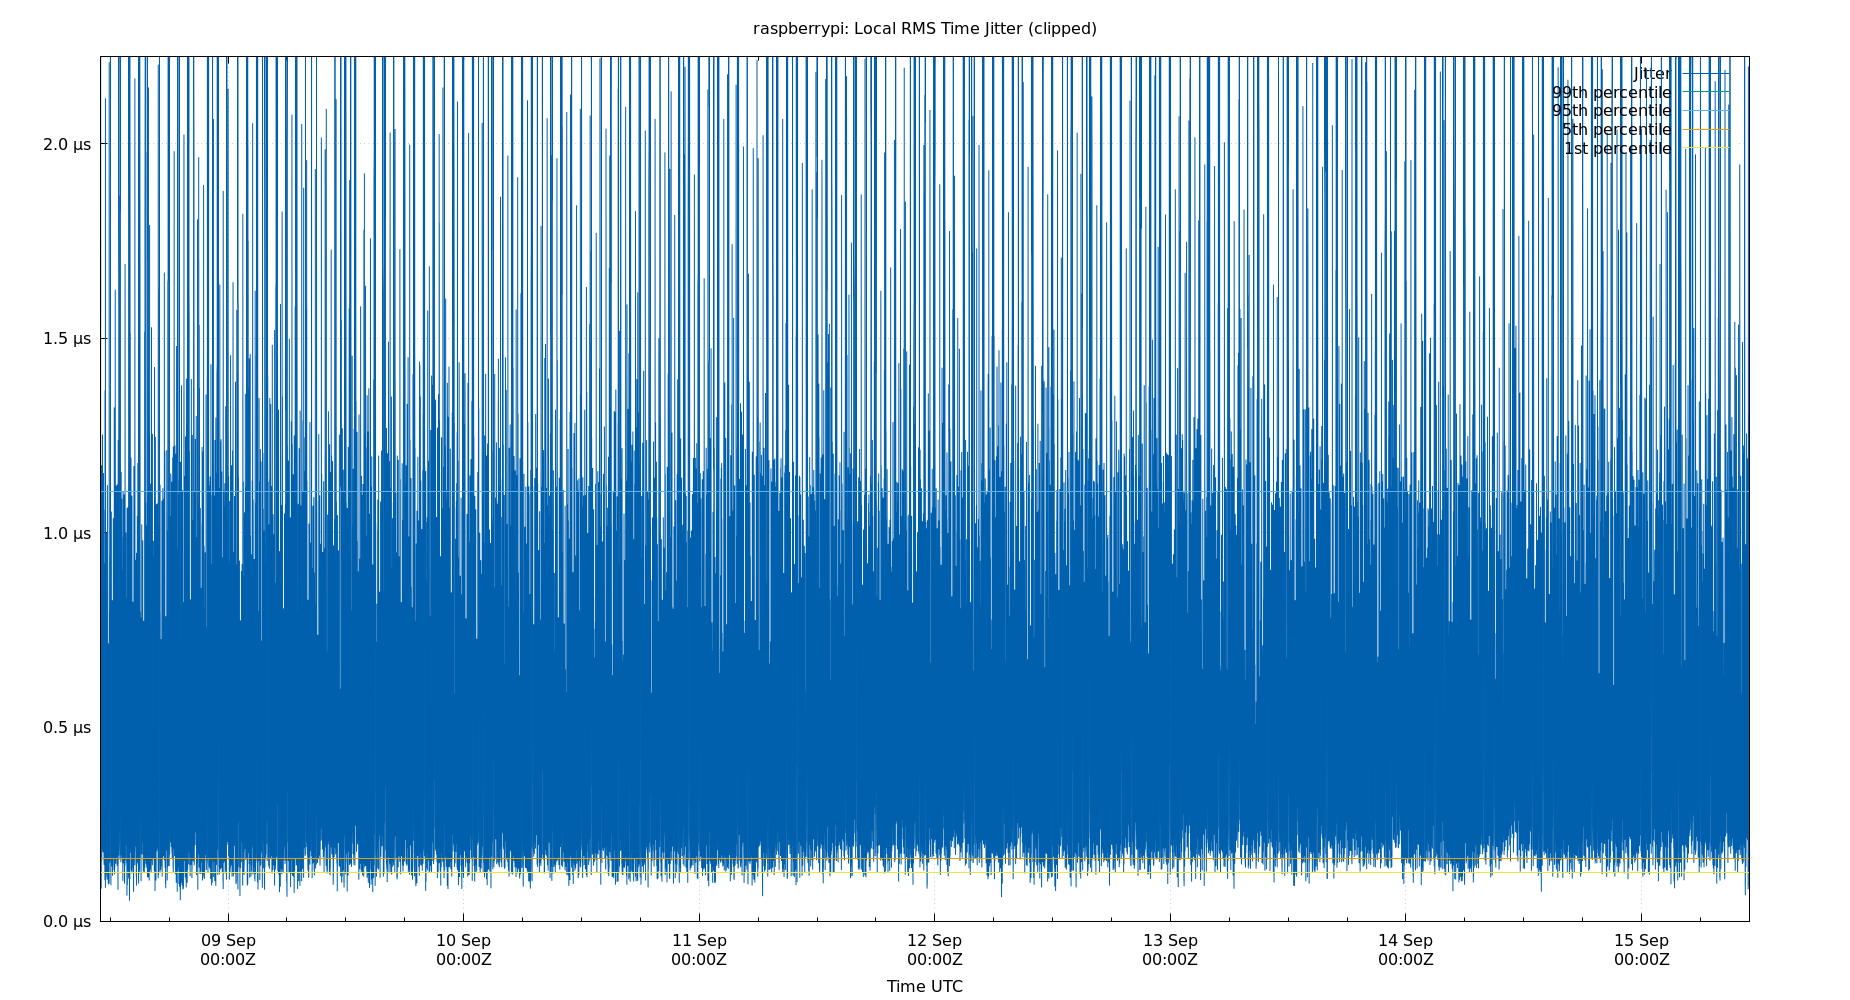 raspberrypi: Local RMS Time Jitter (clipped)
Jitter
99th percentile
95th percentile
5th percentile
1st percentile
2.0 µs
1.5 µs
1.0 µs
0.5 µs
0.0 µs
09 Sep 10 Sep 11 Sep 12 Sep 13 Sep 14 Sep 15 Sep
00:00Z 00:00Z 00:00Z 00:00Z 00:00Z 00:00Z 00:00Z
Time UTC